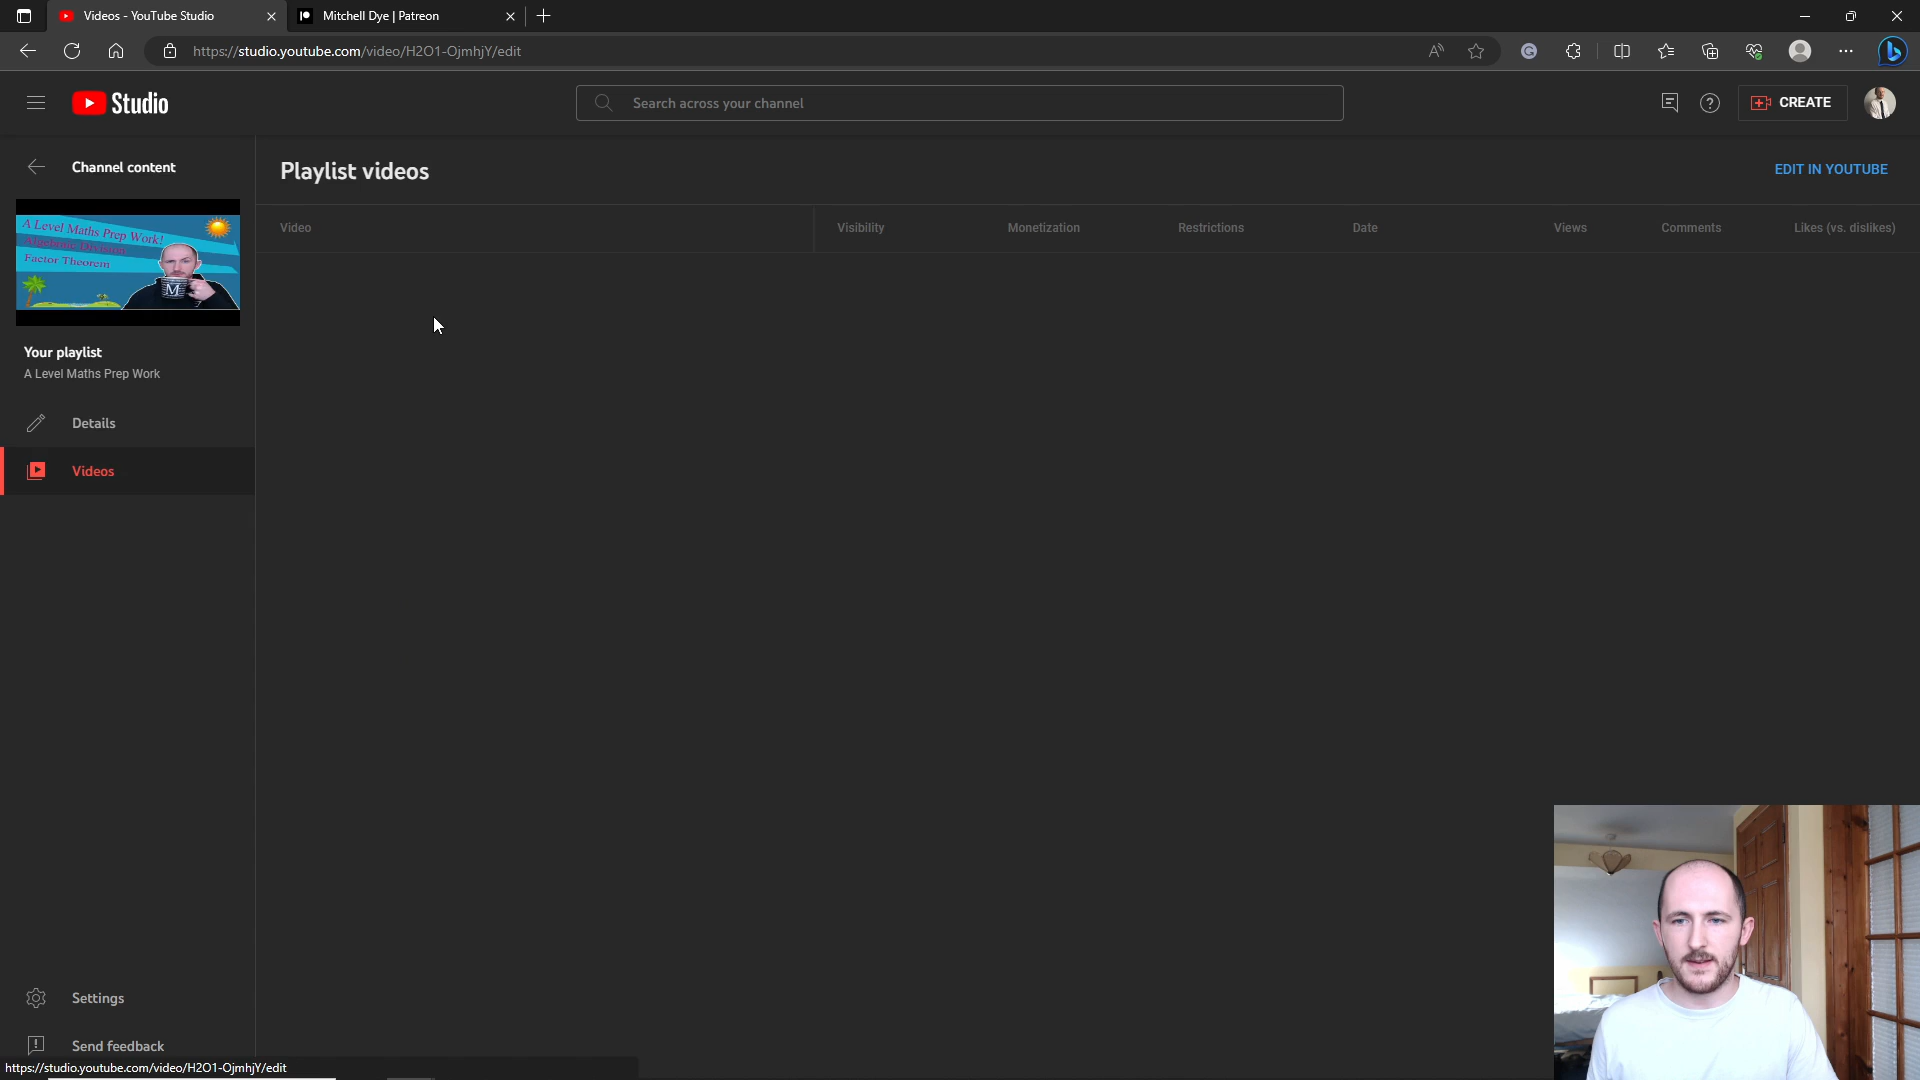 Videos - YouTube Studio
Mitchell Dye | Patreon
https://studio.youtube.com/video/H2O1-OjmhjY/edit
Studio
Search across your channel
CREATE
Channel content
Playlist videos
EDIT IN YOUTUBE
Video
Visibility
Monetization
Restrictions
Date
Views
Comments
Likes (vs. dislikes)
A Level Maths Prep Work!
Algebraic Division
Factor Theorem
M
Your playlist
A Level Maths Prep Work
Details
Videos
Settings
Send feedback
https://studio.youtube.com/video/H2O1-OjmhjY/edit